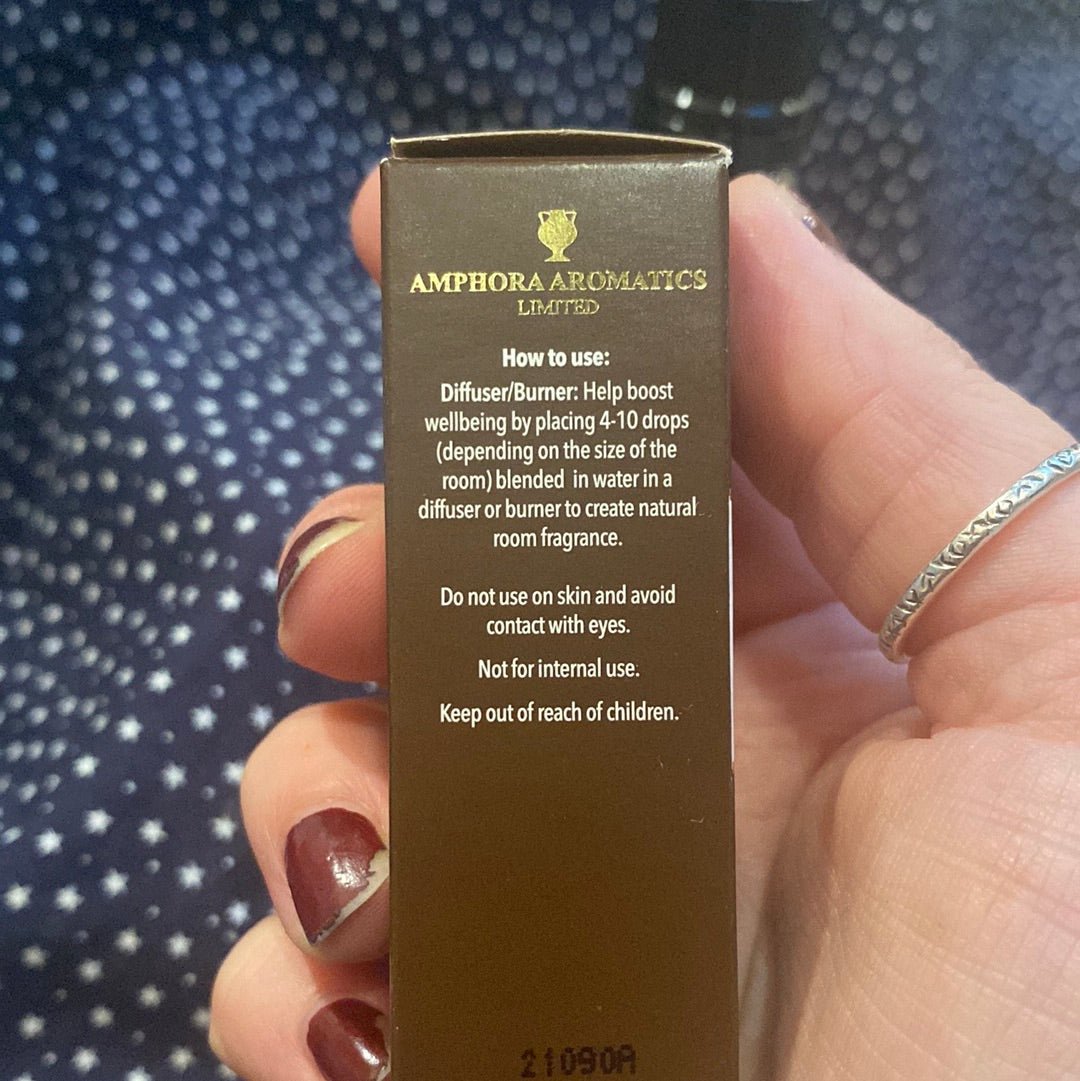 AMPHORA AROMATICS
LIMITED
How to use:
Diffuser/Burner: Help boost
wellbeing by placing 4-10 drops
(depending on the size of the
room) blended in water in a
diffuser or burner to create natural
room fragrance.
Do not use on skin and avoid
contact with eyes.
Not for internal use.
Keep out of reach of children.
21090A